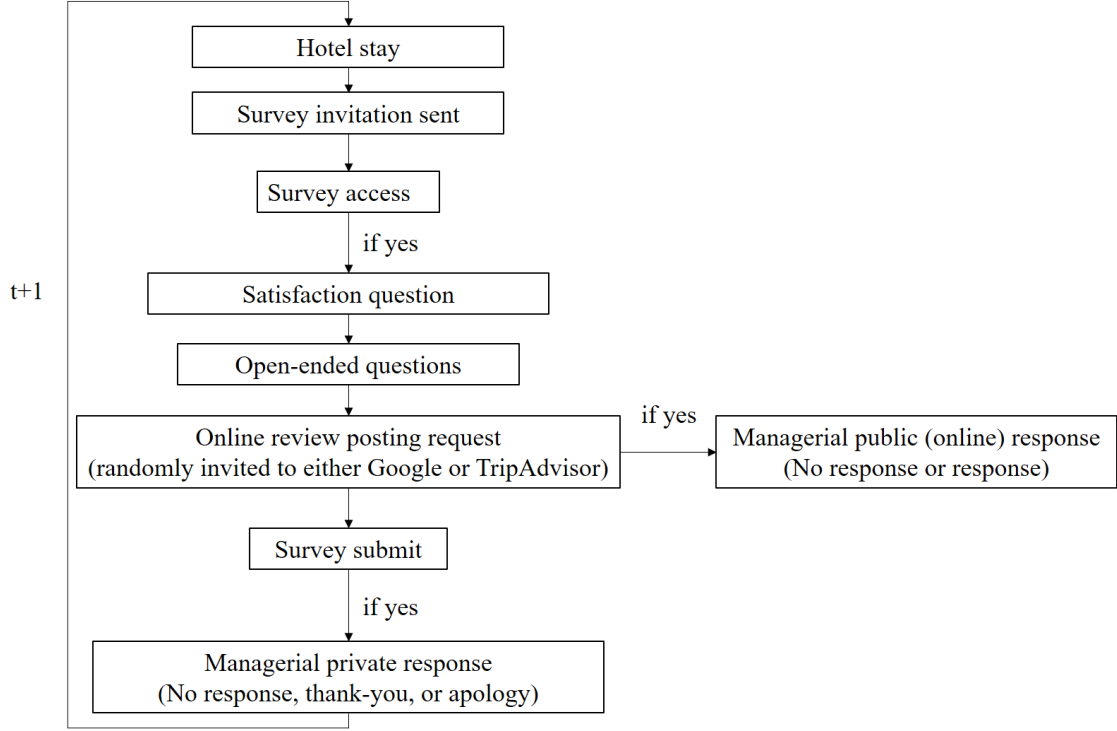 Hotel stay
Survey invitation sent
Survey access
if yes
t+1
Satisfaction question
Open-ended questions
Online review posting request
(randomly invited to either Google or TripAdvisor)
if yes
Managerial public (online) response
(No response or response)
Survey submit
if yes
Managerial private response
(No response, thank-you, or apology)